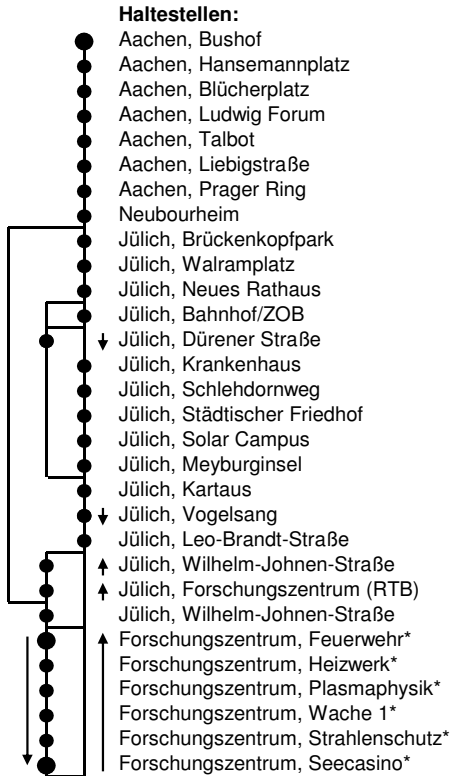 Haltestellen:
Aachen, Bushof
Aachen, Hansemannplatz
Aachen, Blücherplatz
Aachen, Ludwig Forum
Aachen, Talbot
Aachen, Liebigstraße
Aachen, Prager Ring
Neubourheim
Jülich, Brückenkopfpark
Jülich, Walramplatz
Jülich, Neues Rathaus
Jülich, Bahnhof/ZOB
Jülich, Dürener Straße
Jülich, Krankenhaus
Jülich, Schlehdornweg
Jülich, Städtischer Friedhof
Jülich, Solar Campus
Jülich, Meyburginsel
Jülich, Kartaus
Jülich, Vogelsang
Jülich, Leo-Brandt-Straße
Jülich, Wilhelm-Johnen-Straße
Jülich, Forschungszentrum (RTB)
Jülich, Wilhelm-Johnen-Straße
Forschungszentrum, Feuerwehr*
Forschungszentrum, Heizwerk*
Forschungszentrum, Plasmaphysik*
Forschungszentrum, Wache 1*
Forschungszentrum, Strahlenschutz*
Forschungszentrum, Seecasino*